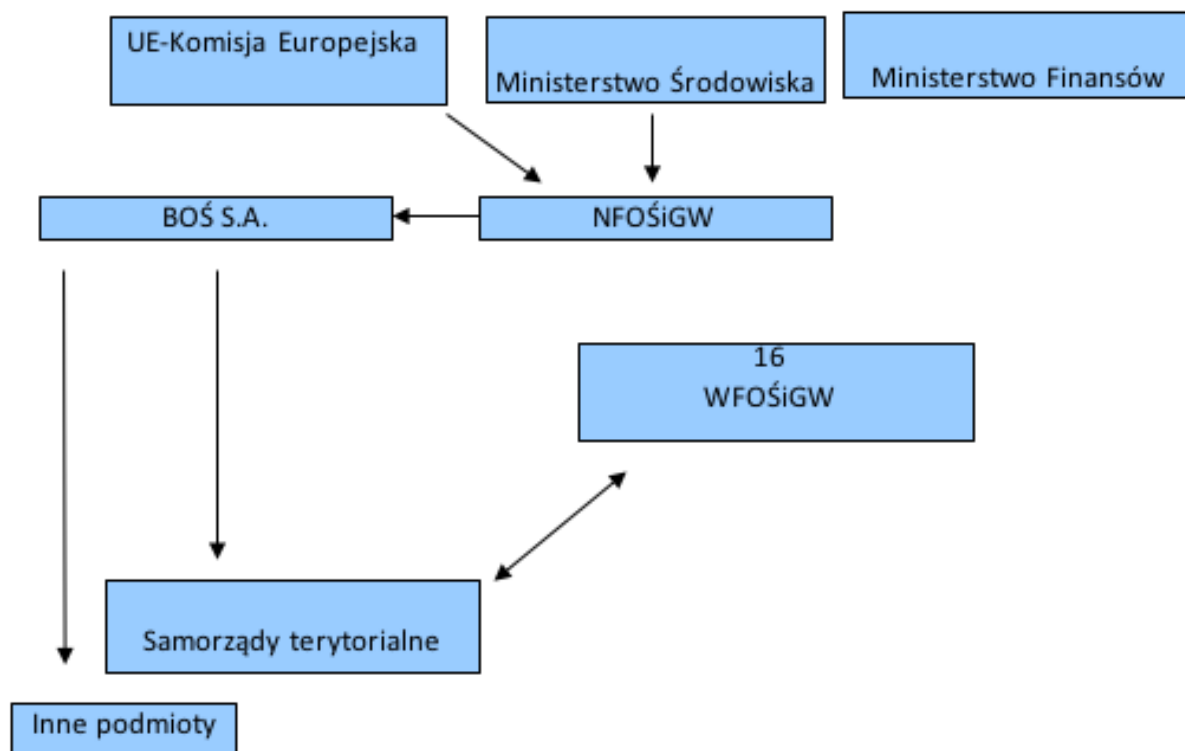 UE-Komisja Europejska
Ministerstwo Środowiska
Ministerstwo Finansów
BOŚ S.A.
NFOŚiGW
16
WFOŚiGW
Samorządy terytorialne
Inne podmioty